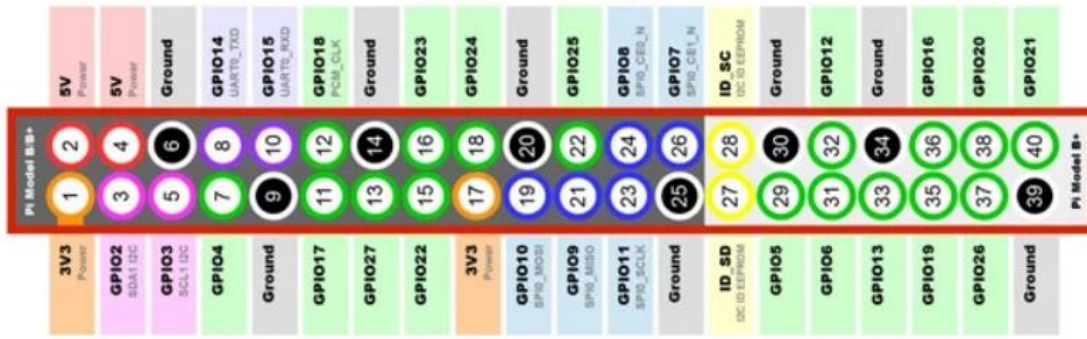 5V
Power
5V
Power
Ground
GPIO14
UART0_TXD
GPIO15
UART0_RXD
GPIO18
PCM_CLK
Ground
GPIO23
GPIO24
Ground
GPIO25
GPIO8
SPI0_CE0_N
GPIO7
SPI0_CE1_N
ID_SC
I2C ID EEPROM
Ground
GPIO12
Ground
GPIO16
GPIO20
GPIO21
Pi Model B/B+
2 4 6 8 10 12 14 16 18 20 22 24 26 28 30 32 34 36 38 40
1 3 5 7 9 11 13 15 17 19 21 23 25 27 29 31 33 35 37 39
Pi Model B+
3V3
Power
GPIO2
SDA1 I2C
GPIO3
SCL1 I2C
GPIO4
Ground
GPIO17
GPIO27
GPIO22
3V3
Power
GPIO10
SPI0_MOSI
GPIO9
SPI0_MISO
GPIO11
SPI0_SCLK
Ground
ID_SD
I2C ID EEPROM
GPIO5
GPIO6
GPIO13
GPIO19
GPIO26
Ground